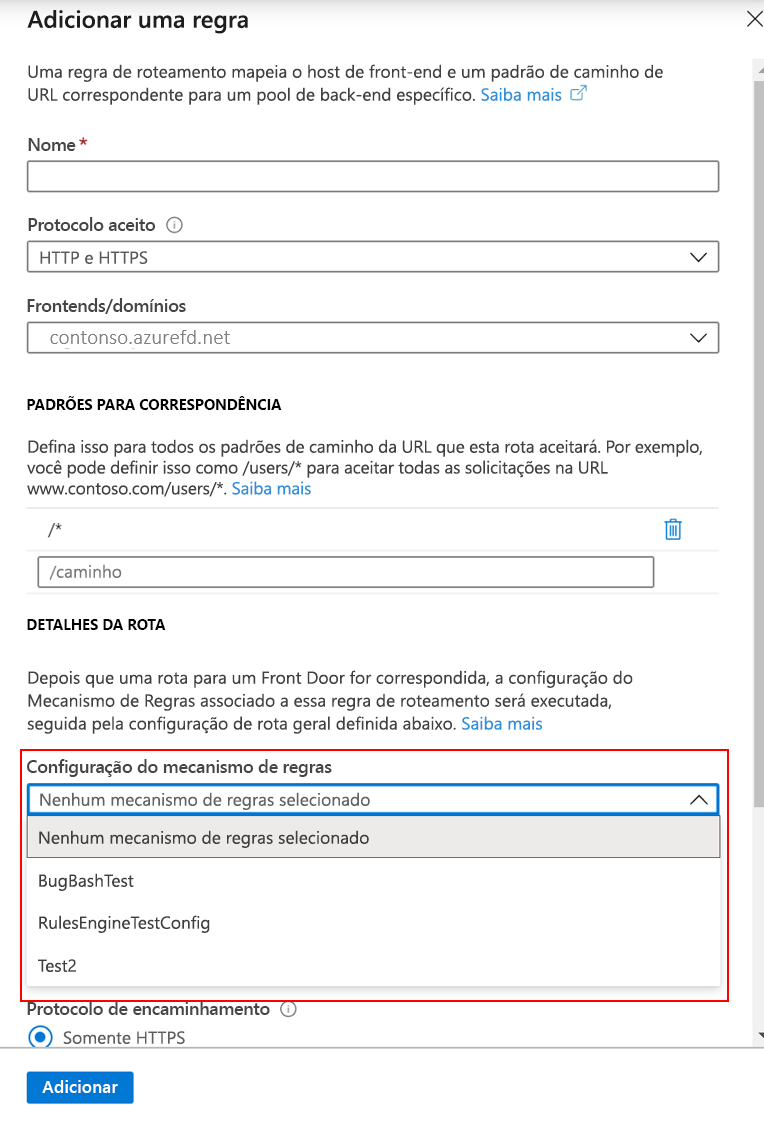 Adicionar uma regra
Uma regra de roteamento mapeia o host de front-end e um padrão de caminho de
URL correspondente para um pool de back-end específico. Saiba mais
Nome *
Protocolo aceito
HTTP e HTTPS
Frontends/domínios
contonso.azurefd.net
PADRÕES PARA CORRESPONDÊNCIA
Defina isso para todos os padrões de caminho da URL que esta rota aceitará. Por exemplo,
você pode definir isso como /users/* para aceitar todas as solicitações na URL
www.contoso.com/users/*. Saiba mais
/*
/caminho
DETALHES DA ROTA
Depois que uma rota para um Front Door for correspondida, a configuração do
Mecanismo de Regras associado a essa regra de roteamento será executada,
seguida pela configuração de rota geral definida abaixo. Saiba mais
Configuração do mecanismo de regras
Nenhum mecanismo de regras selecionado
Nenhum mecanismo de regras selecionado
BugBashTest
RulesEngineTestConfig
Test2
Protocolo de encaminhamento
Somente HTTPS
Adicionar